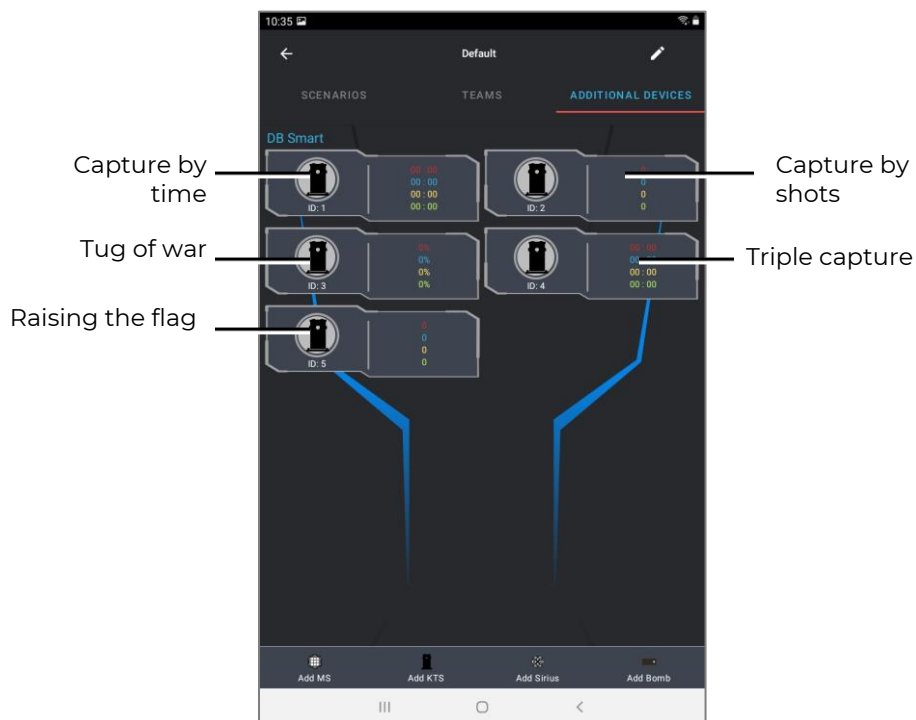 10:35
Default
SCENARIOS TEAMS ADDITIONAL DEVICES
DB Smart
Capture by
time
ID: 1
00 : 00
00 : 00
00 : 00
00 : 00
ID: 2
0
0
0
Capture by
shots
Tug of war
ID: 3
0%
0%
0%
0%
ID: 4
00 : 00
00 : 00
00 : 00
Triple capture
Raising the flag
ID: 5
0
0
0
0
Add MS Add KTS Add Sirius Add Bomb